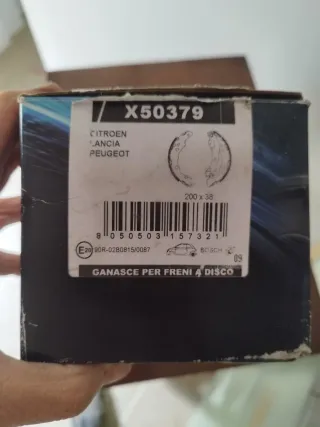 X50379
CITROEN
LANCIA
PEUGEOT
200 x 38
8 050503 157321
E20 90R-02B0815/0087
BOSCH
09
GANASCE PER FRENI A DISCO